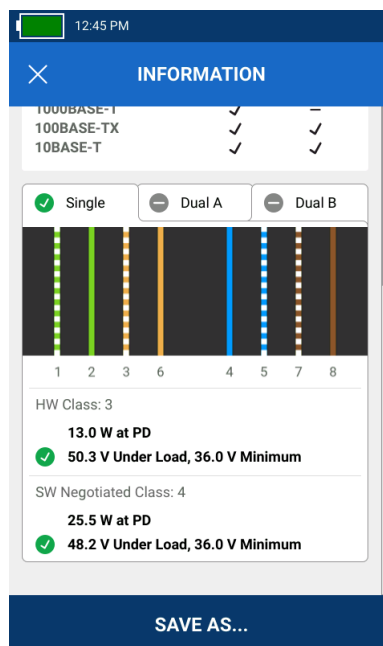 12:45 PM
INFORMATION
1000BASE-T
100BASE-TX
10BASE-T
Single
Dual A
Dual B
1 2 3 6 4 5 7 8
HW Class: 3
13.0 W at PD
50.3 V Under Load, 36.0 V Minimum
SW Negotiated Class: 4
25.5 W at PD
48.2 V Under Load, 36.0 V Minimum
SAVE AS...